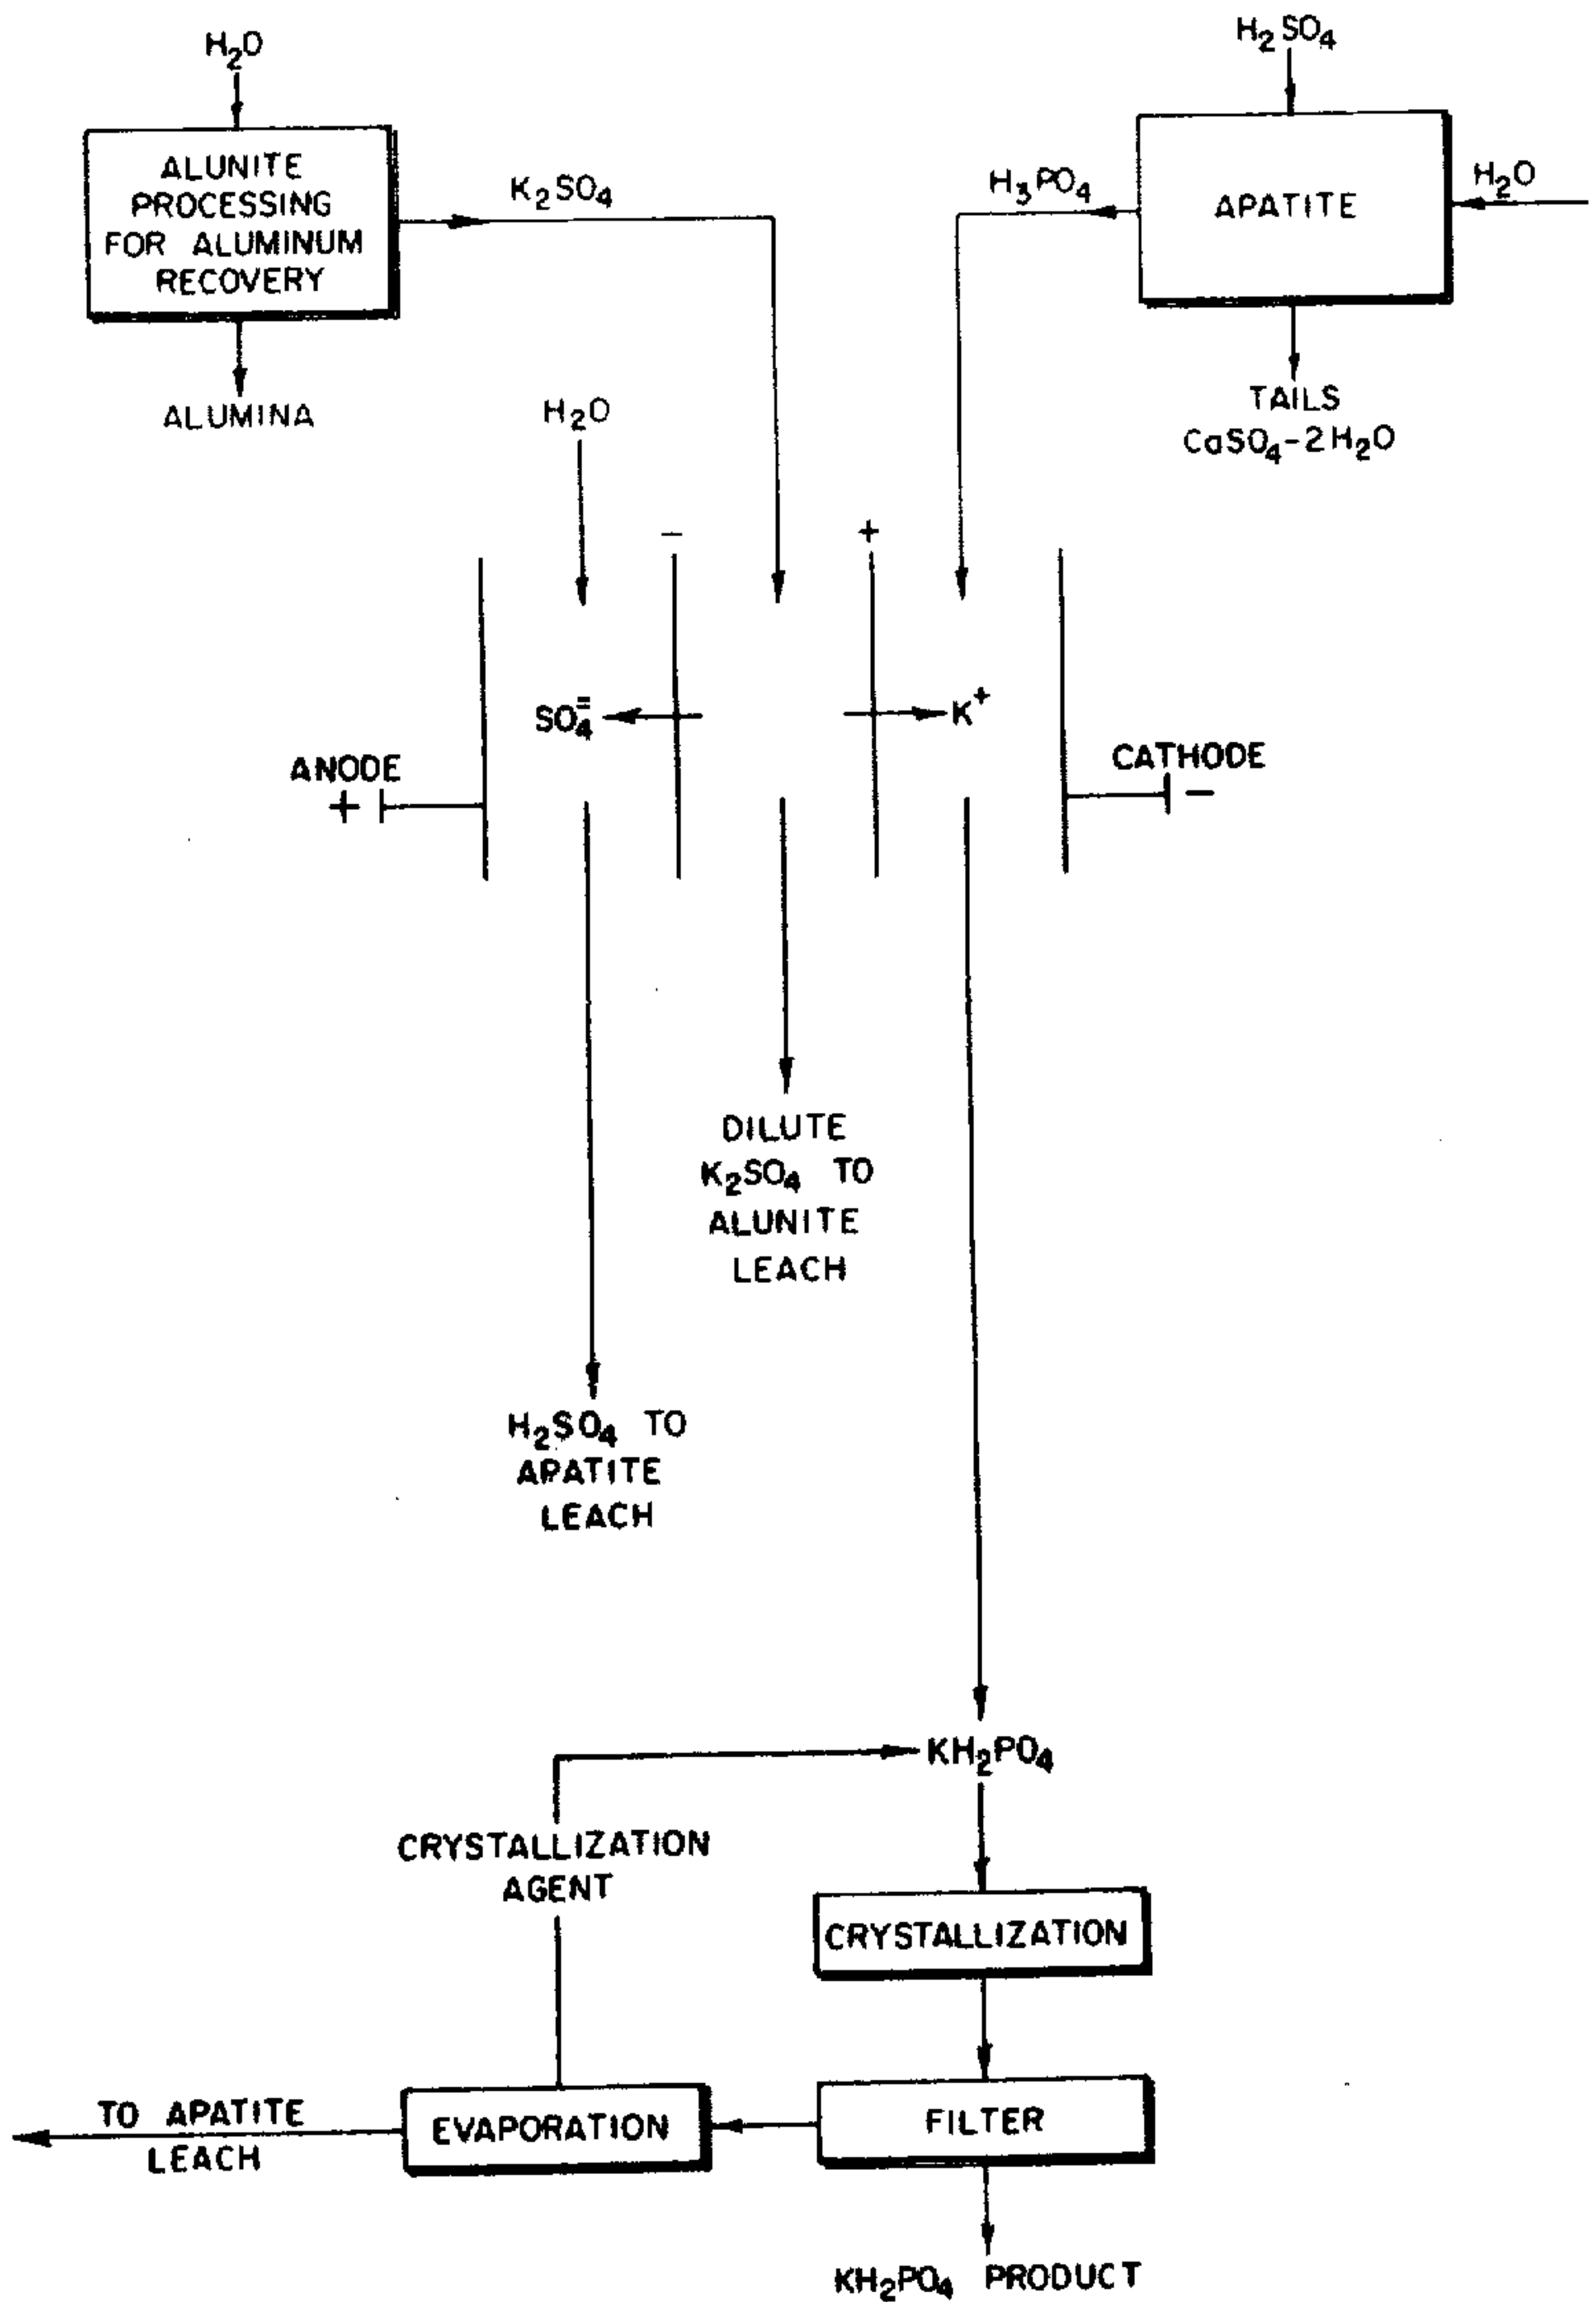 H₂O
H₂SO₄
ALUNITE
PROCESSING
FOR ALUMINUM
RECOVERY
K₂SO₄
H₃PO₄
APATITE
H₂O
ALUMINA
TAILS
CaSO₄-2H₂O
H₂O
-
+
SO₄⁼
K⁺
ANODE
+
CATHODE
-
DILUTE
K₂SO₄ TO
ALUNITE
LEACH
H₂SO₄ TO
APATITE
LEACH
KH₂PO₄
CRYSTALLIZATION
AGENT
CRYSTALLIZATION
TO APATITE
LEACH
EVAPORATION
FILTER
KH₂PO₄ PRODUCT